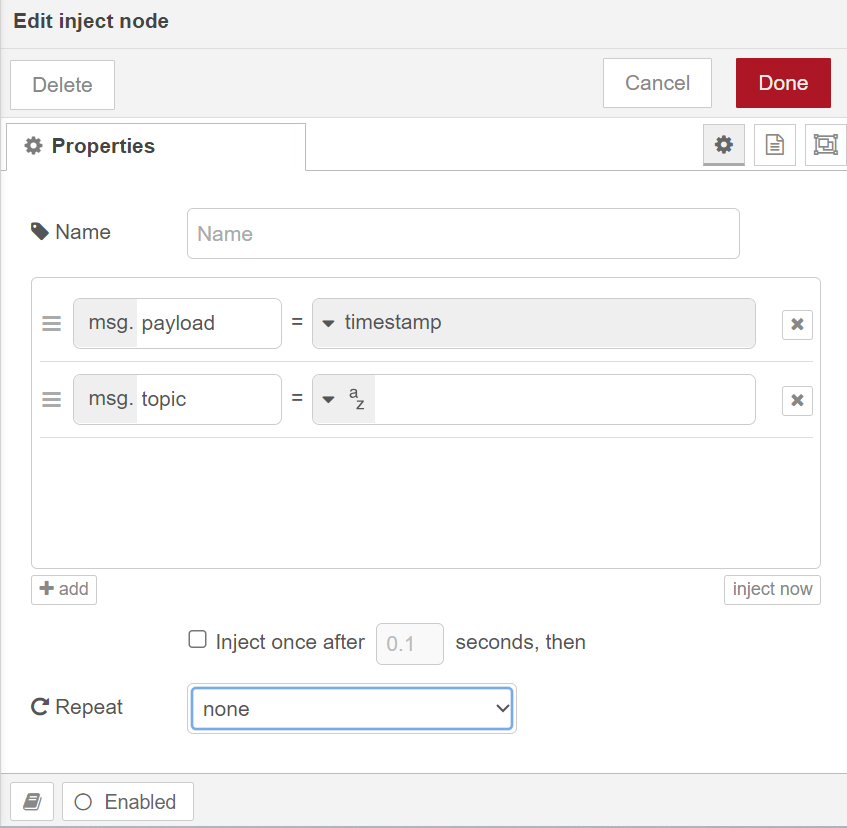 Edit inject node
Delete Cancel Done
Properties
Name Name
msg. payload = timestamp
msg. topic = az
add inject now
Inject once after 0.1 seconds, then
Repeat none
Enabled